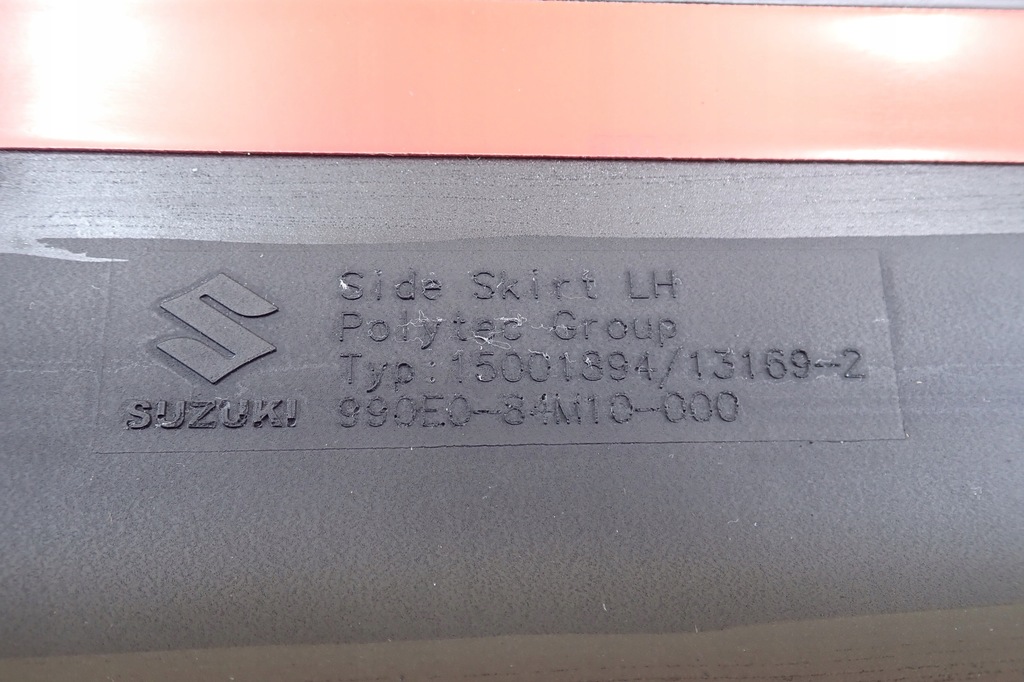 Side Skirt LH
Polytec Group
Typ:15001894/13169-2
SUZUKI 990E0-84M10-000